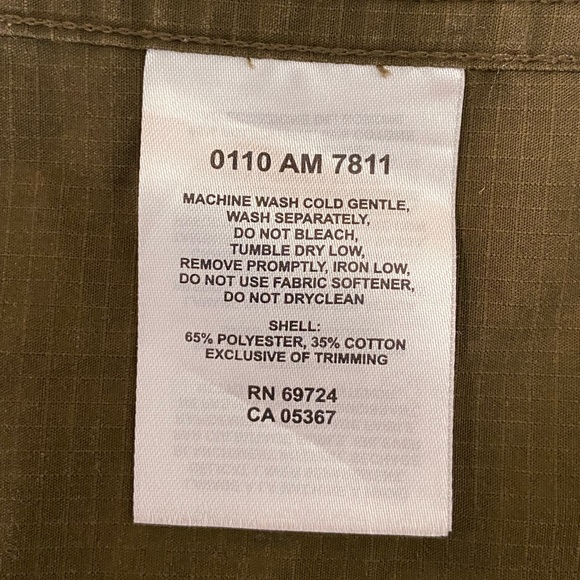 0110 AM 7811
MACHINE WASH COLD GENTLE,
WASH SEPARATELY,
DO NOT BLEACH,
TUMBLE DRY LOW,
REMOVE PROMPTLY, IRON LOW,
DO NOT USE FABRIC SOFTENER,
DO NOT DRYCLEAN
SHELL:
65% POLYESTER, 35% COTTON
EXCLUSIVE OF TRIMMING
RN 69724
CA 05367